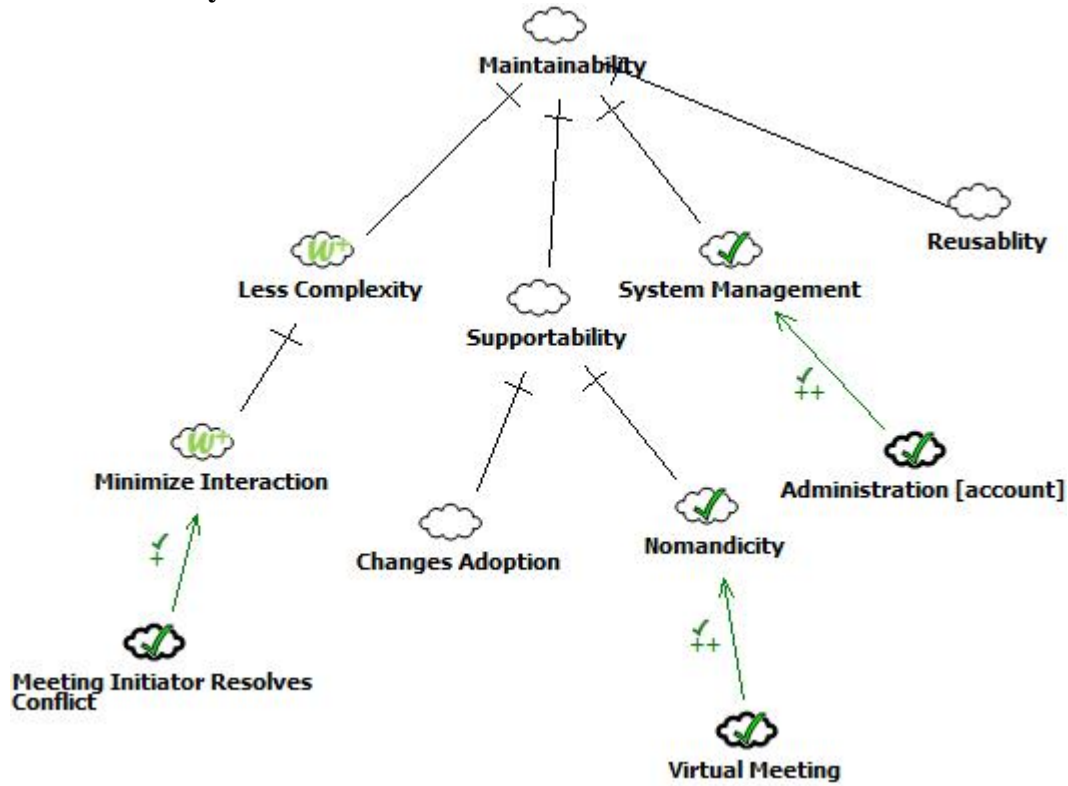 Maintainability
Reusablity
Less Complexity
System Management
Supportability
++
Minimize Interaction
Administration [account]
Nomandicity
Changes Adoption
+
++
Meeting Initiator Resolves
Conflict
Virtual Meeting
W+
W+